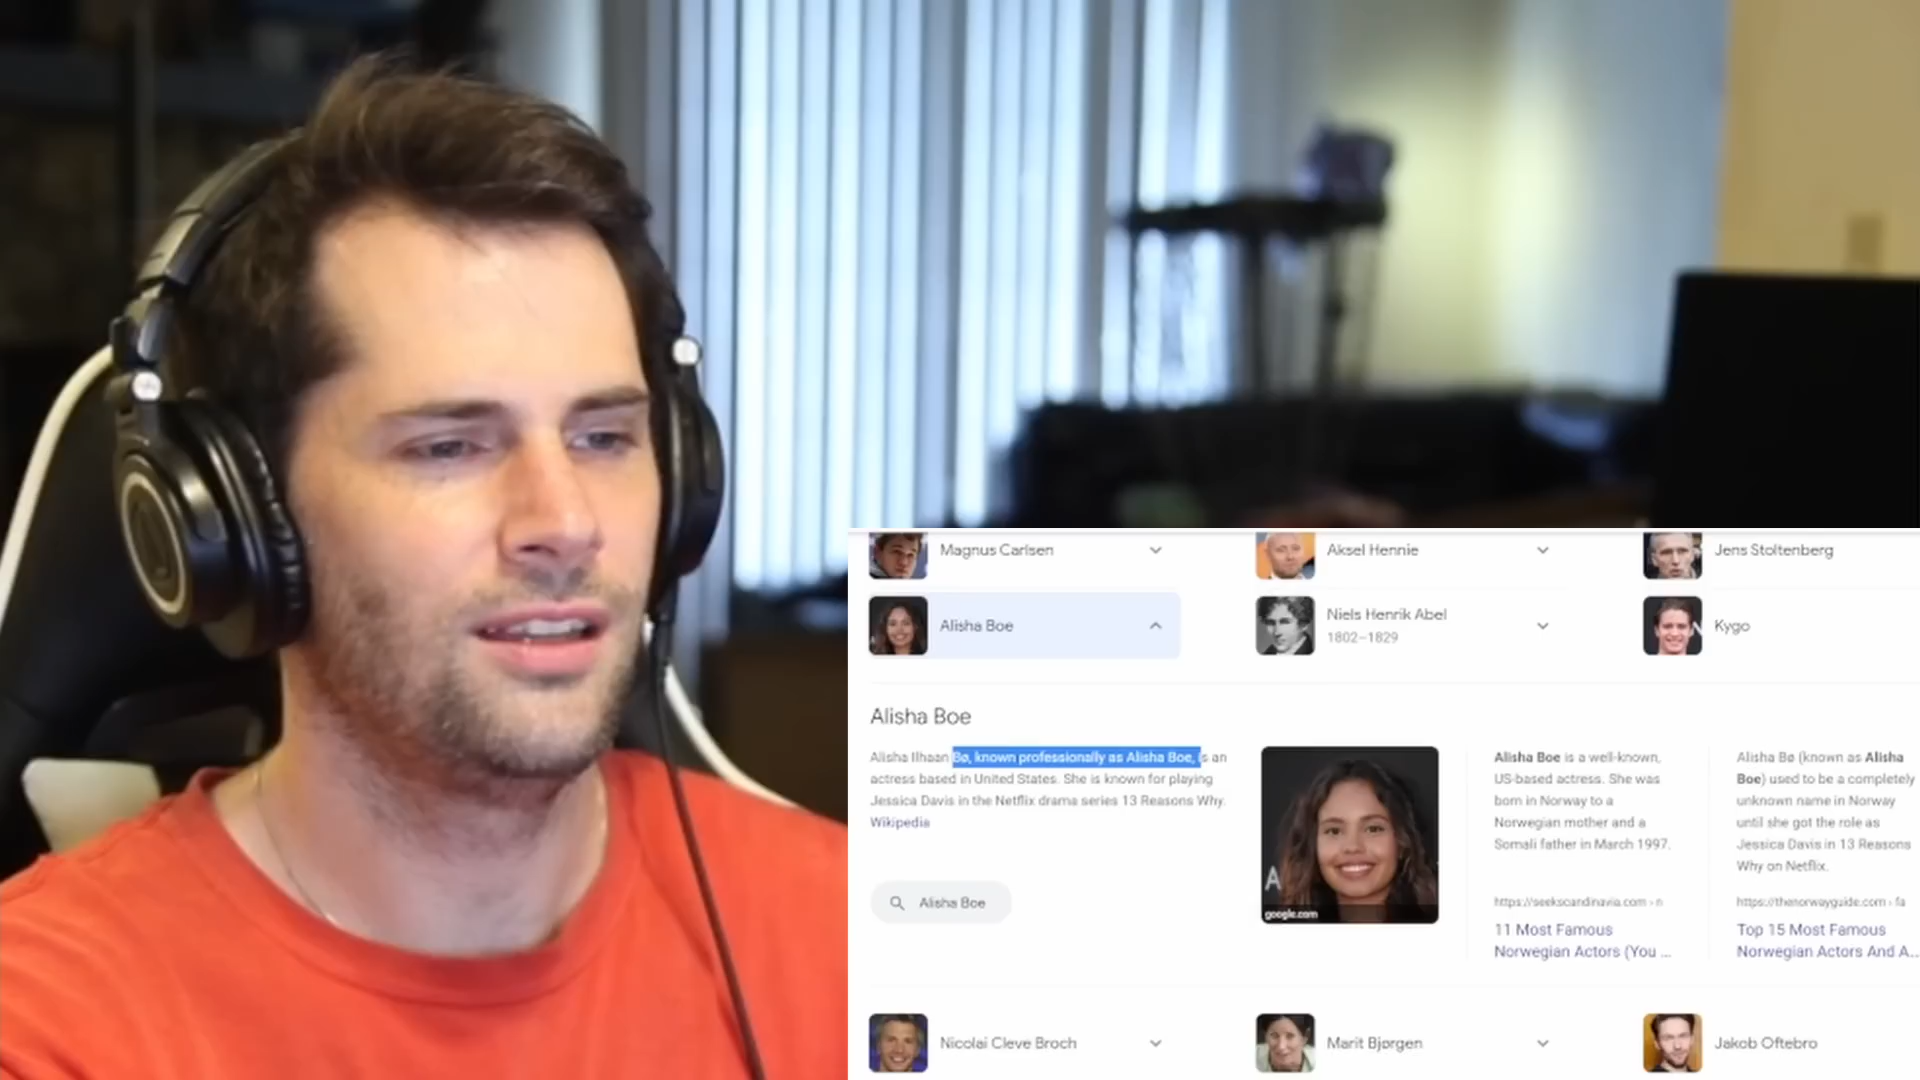 Magnus Carlsen
Aksel Hennie
Jens Stoltenberg
Alisha Boe
Niels Henrik Abel
1802–1829
Kygo
Alisha Boe
Alisha Ilhaan Bø, known professionally as Alisha Boe, is an
actress based in United States. She is known for playing
Jessica Davis in the Netflix drama series 13 Reasons Why.
Wikipedia
Alisha Boe
A
google.com
Alisha Boe is a well-known,
US-based actress. She was
born in Norway to a
Norwegian mother and a
Somali father in March 1997.
https://seekscandinavia.com › n
11 Most Famous
Norwegian Actors (You ...
Alisha Bø (known as Alisha
Boe) used to be a completely
unknown name in Norway
until she got the role as
Jessica Davis in 13 Reasons
Why on Netflix.
https://thenorwayguide.com › fa
Top 15 Most Famous
Norwegian Actors And A...
Nicolai Cleve Broch
Marit Bjørgen
Jakob Oftebro